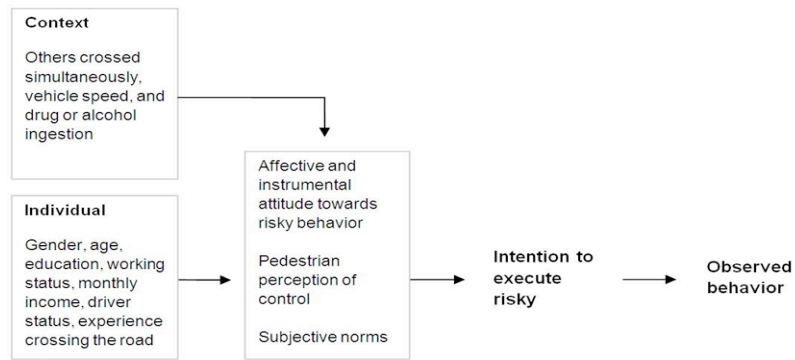 Context
Others crossed
simultaneously,
vehicle speed, and
drug or alcohol
ingestion
Individual
Gender, age,
education, working
status, monthly
income, driver
status, experience
crossing the road
Affective and
instrumental
attitude towards
risky behavior
Pedestrian
perception of
control
Subjective norms
Intention to
execute
risky
Observed
behavior